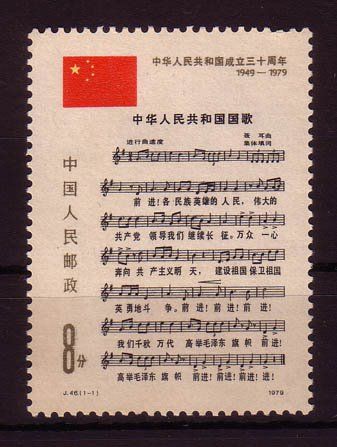 中华人民共和国成立三十周年
1949—1979
中华人民共和国国歌
聂耳曲
进行曲速度 集体填词
前进!各民族英雄的人民,伟大的
共产党 领导我们继续长征。万众一心
奔向共产主义明天,建设祖国保卫祖国
英勇地斗争。前进!前进!前进!
我们千秋万代 高举毛泽东旗帜 前进!
高举毛泽东旗帜 前进!前进!前进!进!
中国人民邮政
8分
J.46.(1-1) 1979